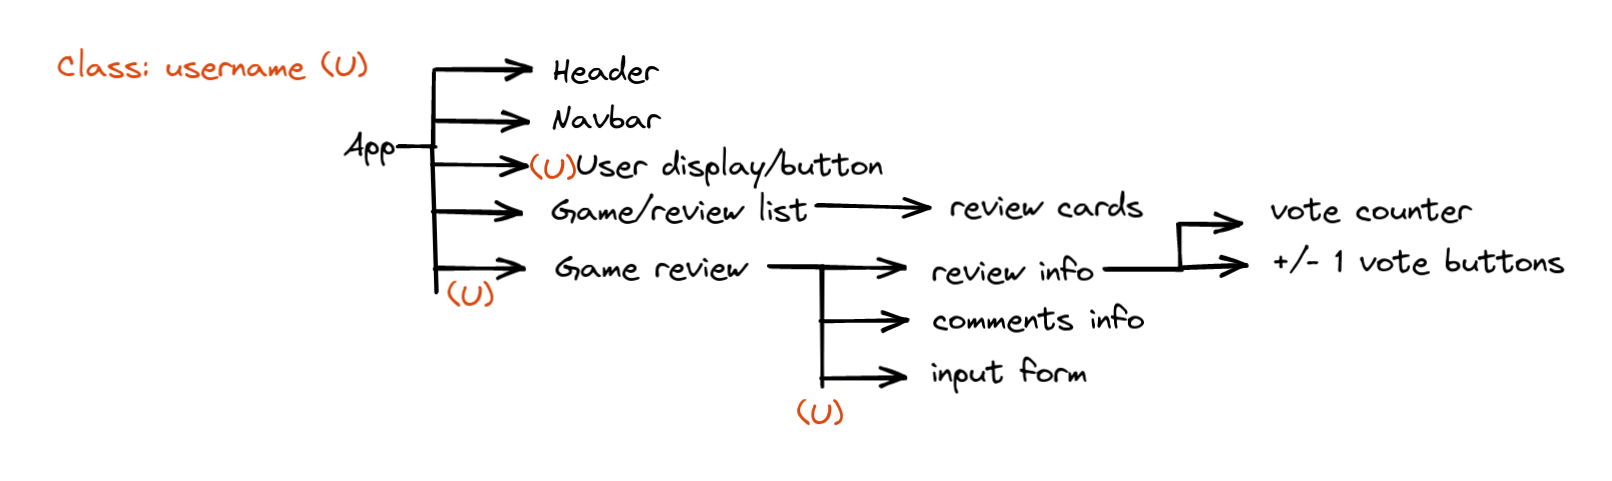 Class: username (U)
Header
Navbar
App
(U) User display/button
Game/review list
review cards
vote counter
Game review
review info
+/- 1 vote buttons
(U)
comments info
input form
(U)